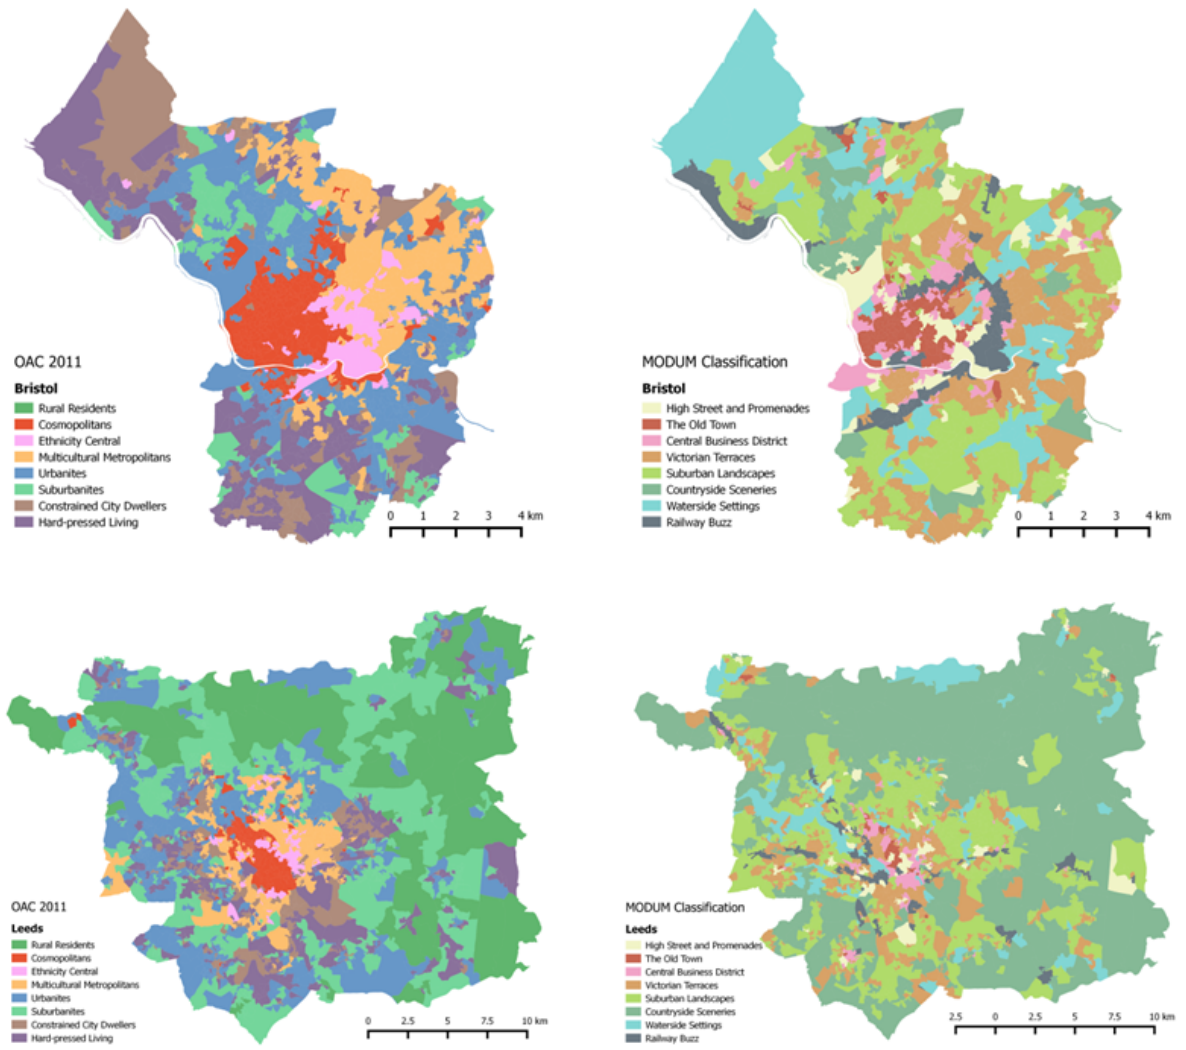 OAC 2011
Bristol
Rural Residents
Cosmopolitans
Ethnicity Central
Multicultural Metropolitans
Urbanites
Suburbanites
Constrained City Dwellers
Hard-pressed Living
0 1 2 3 4 km
MODUM Classification
Bristol
High Street and Promenades
The Old Town
Central Business District
Victorian Terraces
Suburban Landscapes
Countryside Sceneries
Waterside Settings
Railway Buzz
0 1 2 3 4 km
OAC 2011
Leeds
Rural Residents
Cosmopolitans
Ethnicity Central
Multicultural Metropolitans
Urbanites
Suburbanites
Constrained City Dwellers
Hard-pressed Living
0 2.5 5 7.5 10 km
MODUM Classification
Leeds
High Street and Promenades
The Old Town
Central Business District
Victorian Terraces
Suburban Landscapes
Countryside Sceneries
Waterside Settings
Railway Buzz
2.5 0 2.5 5 7.5 10 km